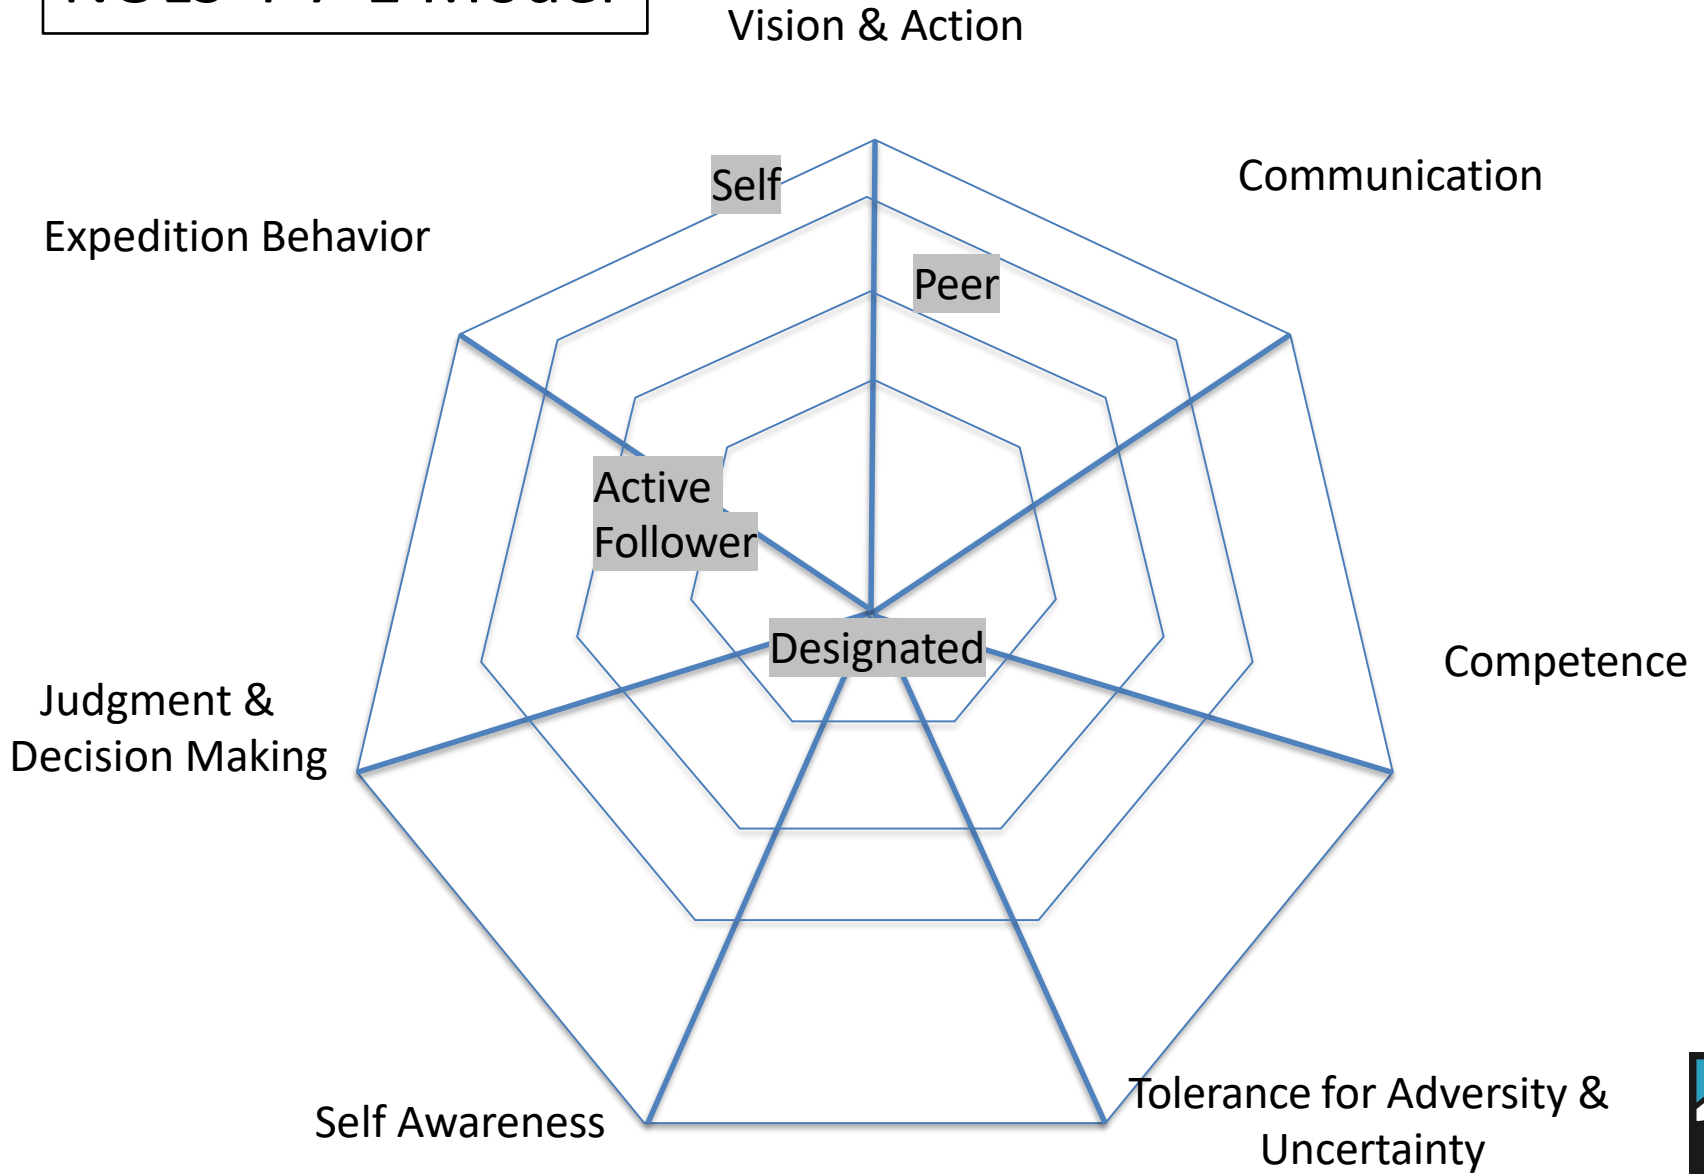 Vision & Action
Self
Communication
Expedition Behavior
Peer
Active
Follower
Designated
Competence
Judgment &
Decision Making
Tolerance for Adversity &
Uncertainty
Self Awareness